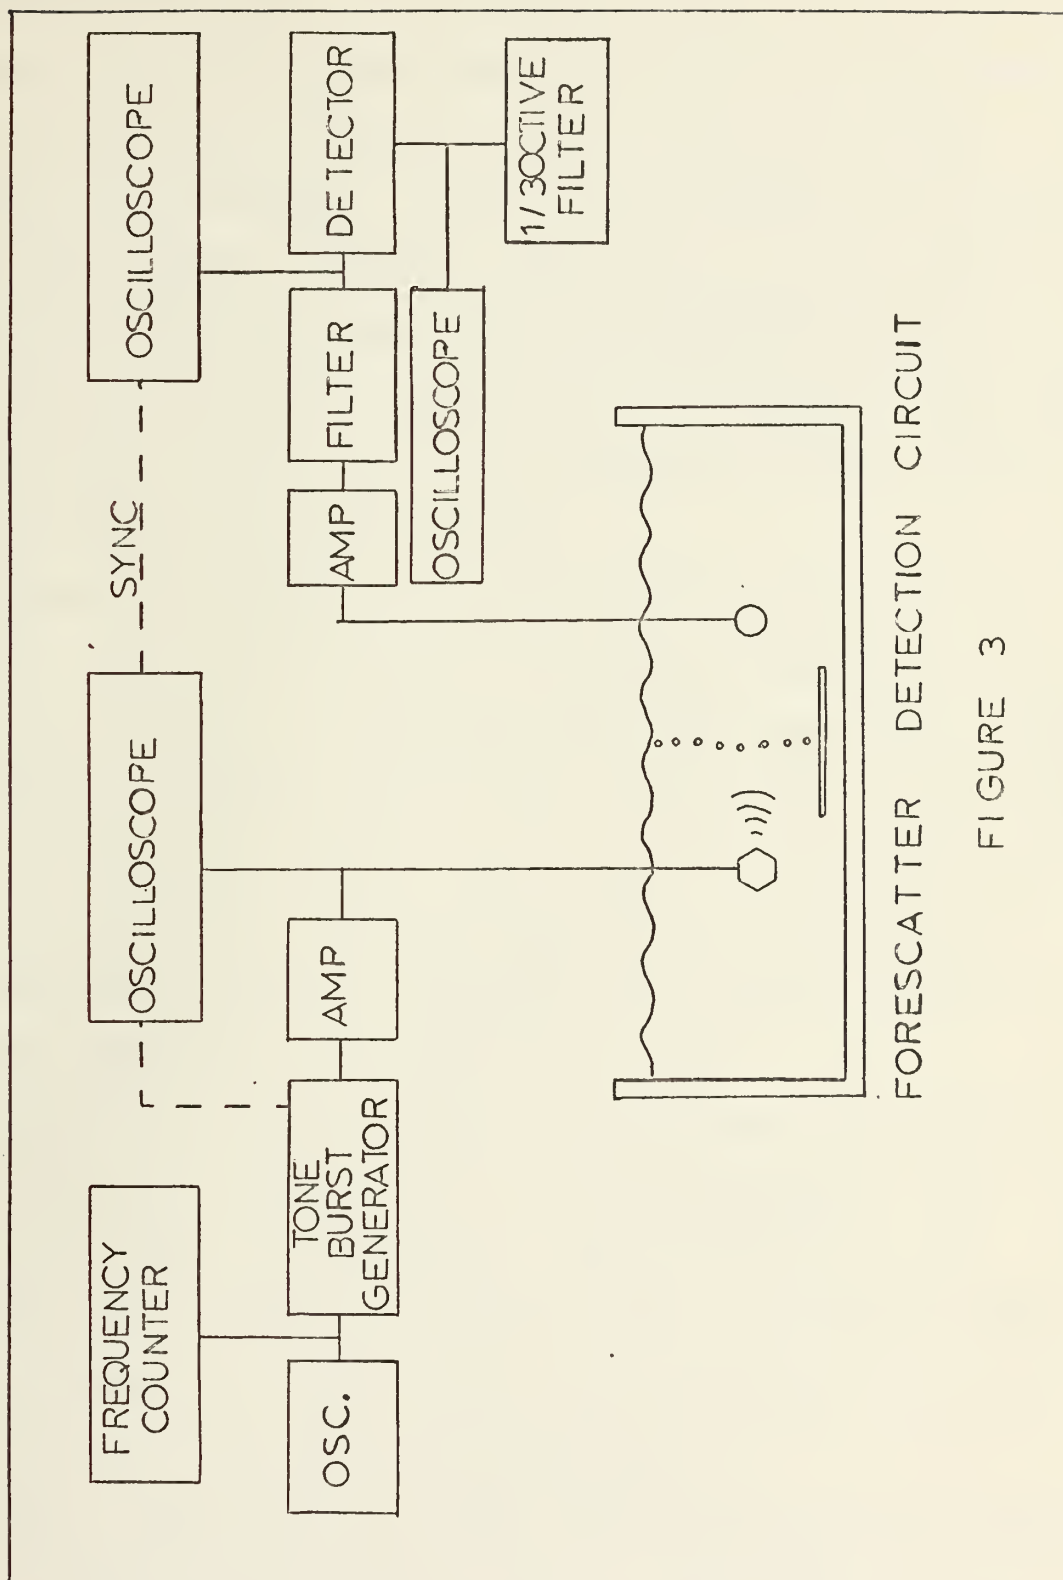 FREQUENCY
COUNTER
OSCILLOSCOPE
SYNC
OSCILLOSCOPE
OSC.
TONE
BURST
GENERATOR
AMP
AMP
FILTER
DETECTOR
OSCILLOSCOPE
1/3OCTIVE
FILTER
FORESCATTER DETECTION CIRCUIT
FIGURE 3